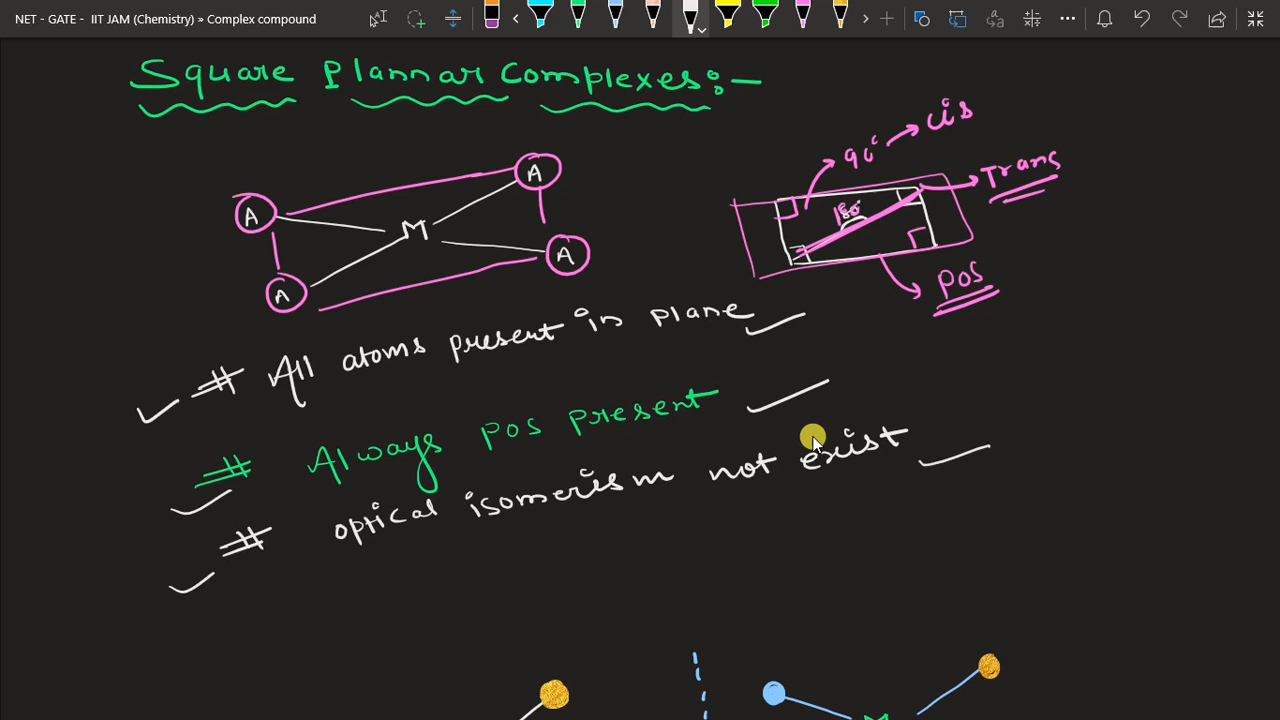 NET - GATE - IIT JAM (Chemistry) » Complex compound
Square Plannar Complexes:-
A A
M
A A
90° → cis
180°
Trans
pos
# All atoms present in plane
# Always pos present
# optical isomerism not exist
M